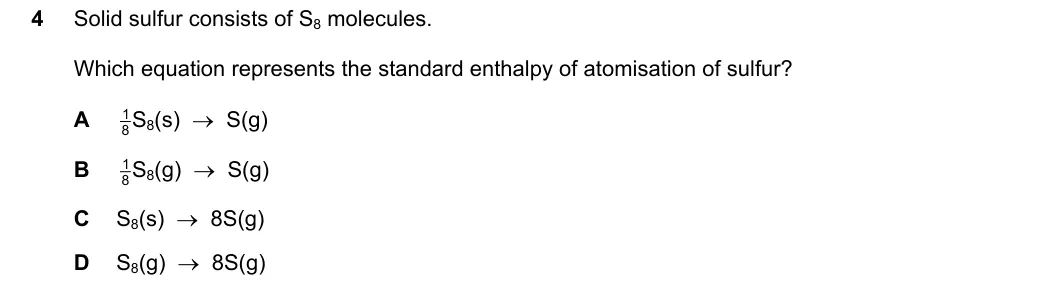 4 Solid sulfur consists of S₈ molecules.
Which equation represents the standard enthalpy of atomisation of sulfur?
A ⅛S₈(s) → S(g)
B ⅛S₈(g) → S(g)
C S₈(s) → 8S(g)
D S₈(g) → 8S(g)